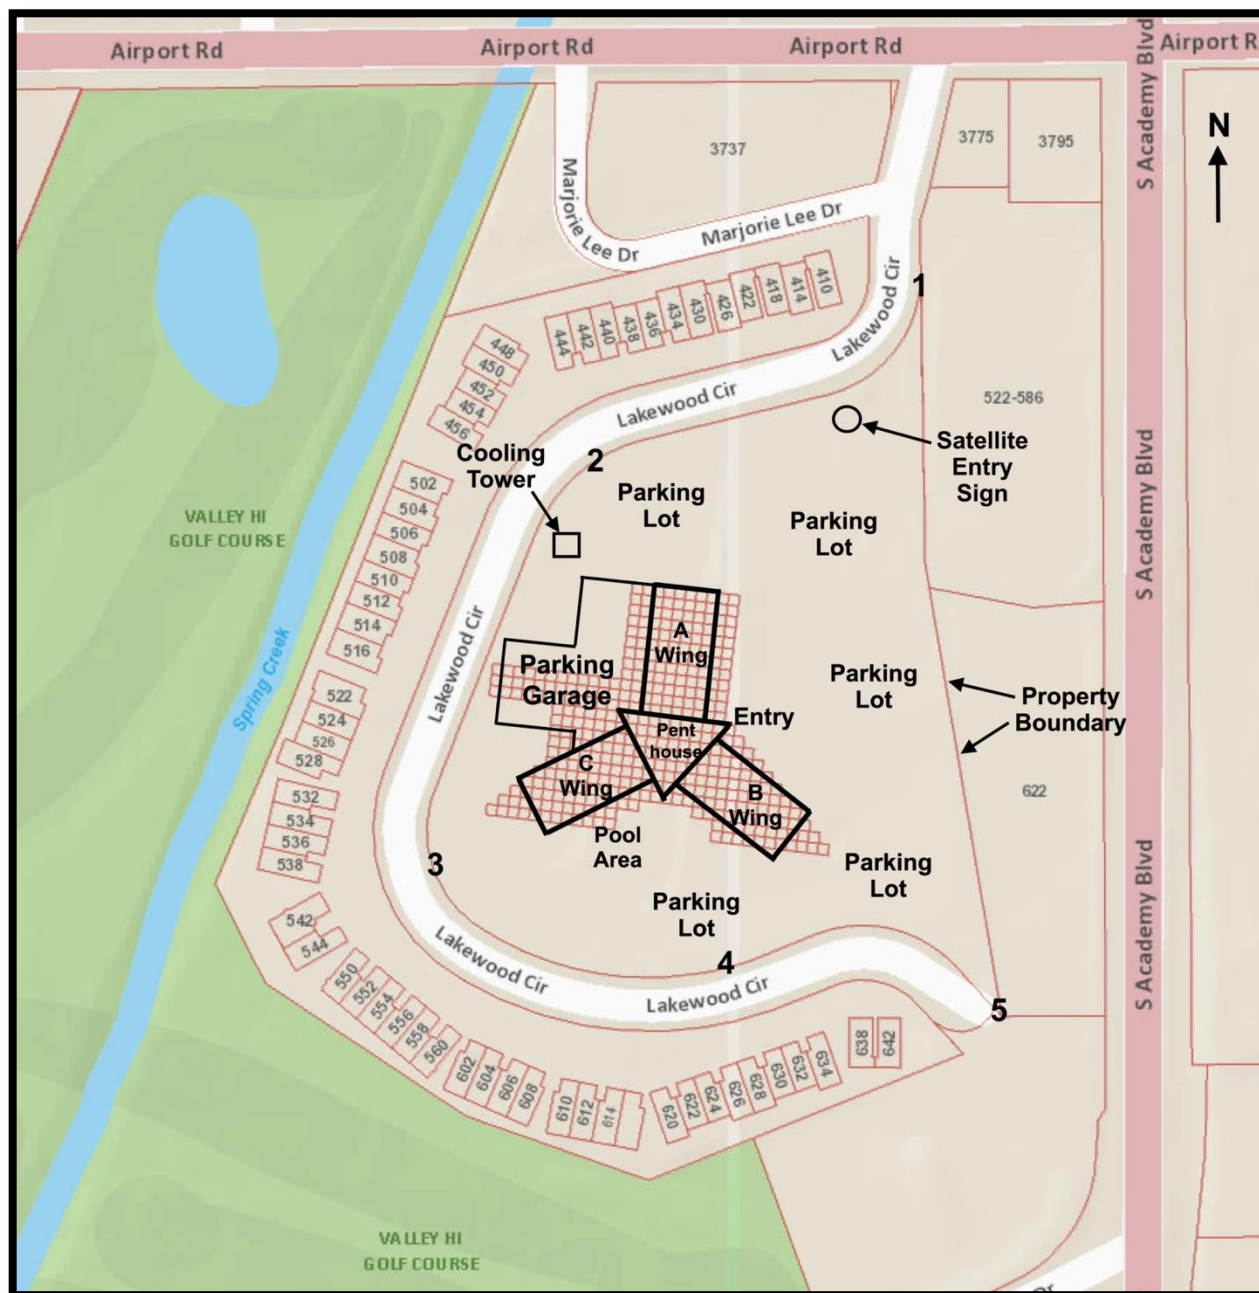 Airport Rd
Airport Rd
Airport Rd
Airport R
S Academy Blvd
N
3737
3775
3795
Marjorie Lee Dr
Marjorie Lee Dr
Lakewood Cir
1
410
414
418
422
426
430
434
436
438
440
442
444
448
450
452
454
456
Lakewood Cir
Lakewood Cir
522-586
Satellite
Entry
Sign
Cooling
Tower
2
Parking
Lot
Parking
Lot
S Academy Blvd
VALLEY HI
GOLF COURSE
502
504
506
508
510
512
514
516
Spring Creek
Lakewood Cir
A
Wing
Parking
Garage
Parking
Lot
Property
Boundary
Entry
Pent
house
C
Wing
B
Wing
522
524
526
528
532
534
536
538
622
Pool
Area
3
Parking
Lot
Parking
Lot
S Academy Blvd
4
5
Lakewood Cir
Lakewood Cir
542
544
550
552
554
556
558
560
602
604
606
608
610
612
614
620
622
624
626
628
630
632
634
638
642
VALLEY HI
GOLF COURSE
Dr